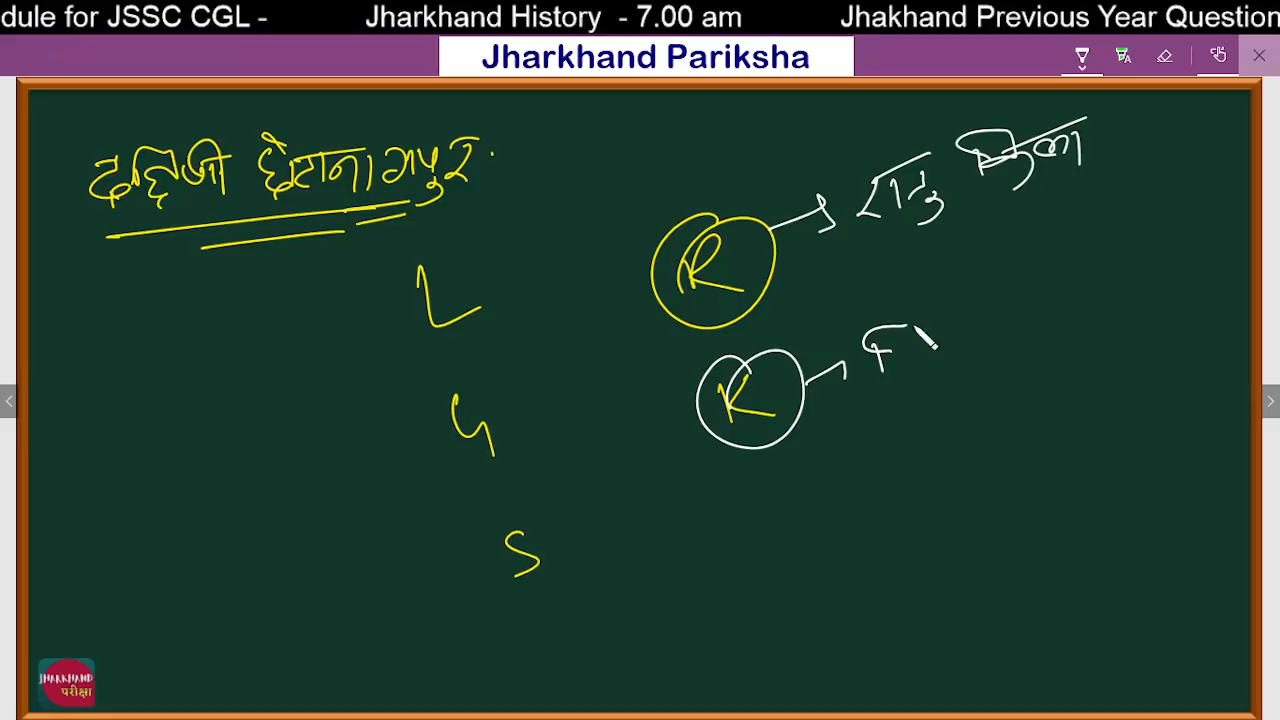 dule for JSSC CGL - Jharkhand History - 7.00 am Jhakhand Previous Year Question
Jharkhand Pariksha
दक्षिणी छोटानागपुर
R
L
K
G
S
JHARKHAND
परीक्षा